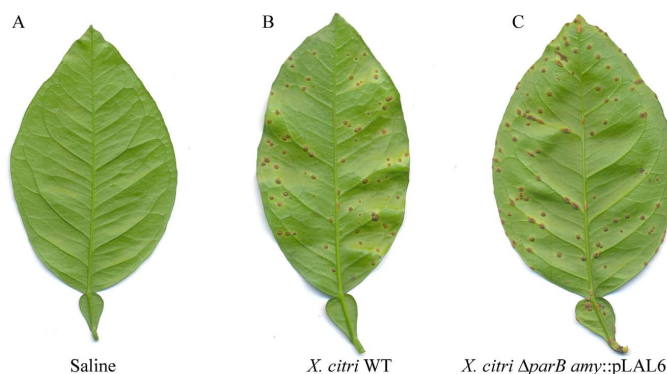 A
B
C
Saline
X. citri WT
X. citri ΔparB amy::pLAL6